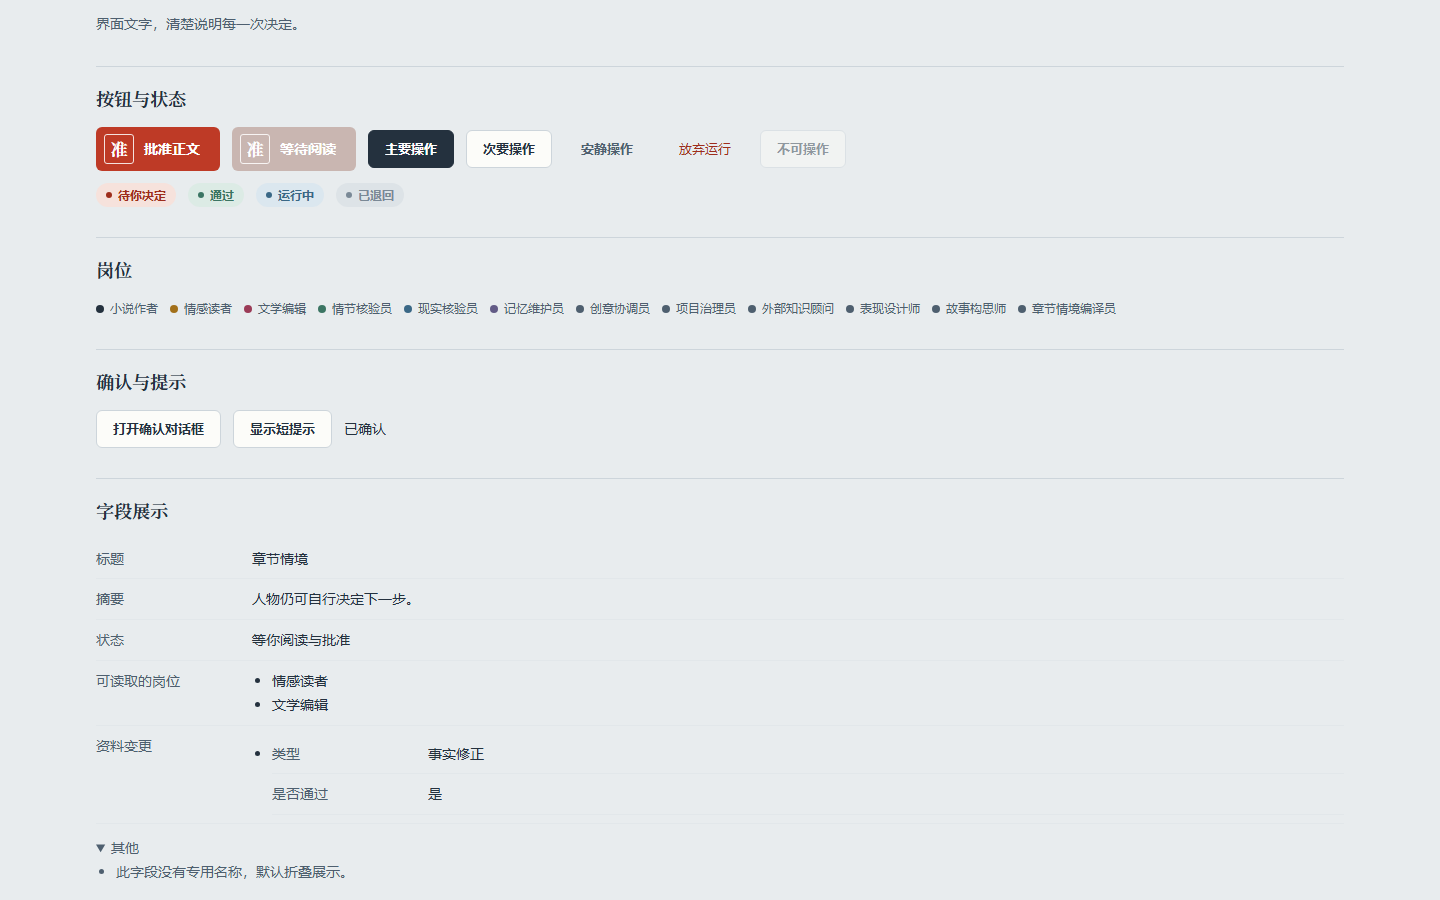 界面文字，清楚说明每一次决定。
按钮与状态
准 批准正文 准 等待阅读 主要操作 次要操作 安静操作 放弃运行 不可操作
待你决定 通过 运行中 已退回
岗位
小说作者 情感读者 文学编辑 情节核验员 现实核验员 记忆维护员 创意协调员 项目治理员 外部知识顾问 表现设计师 故事构思师 章节情境编译员
确认与提示
打开确认对话框 显示短提示 已确认
字段展示
标题 章节情境
摘要 人物仍可自行决定下一步。
状态 等你阅读与批准
可读取的岗位 情感读者
文学编辑
资料变更 类型 事实修正
是否通过 是
其他
此字段没有专用名称，默认折叠展示。